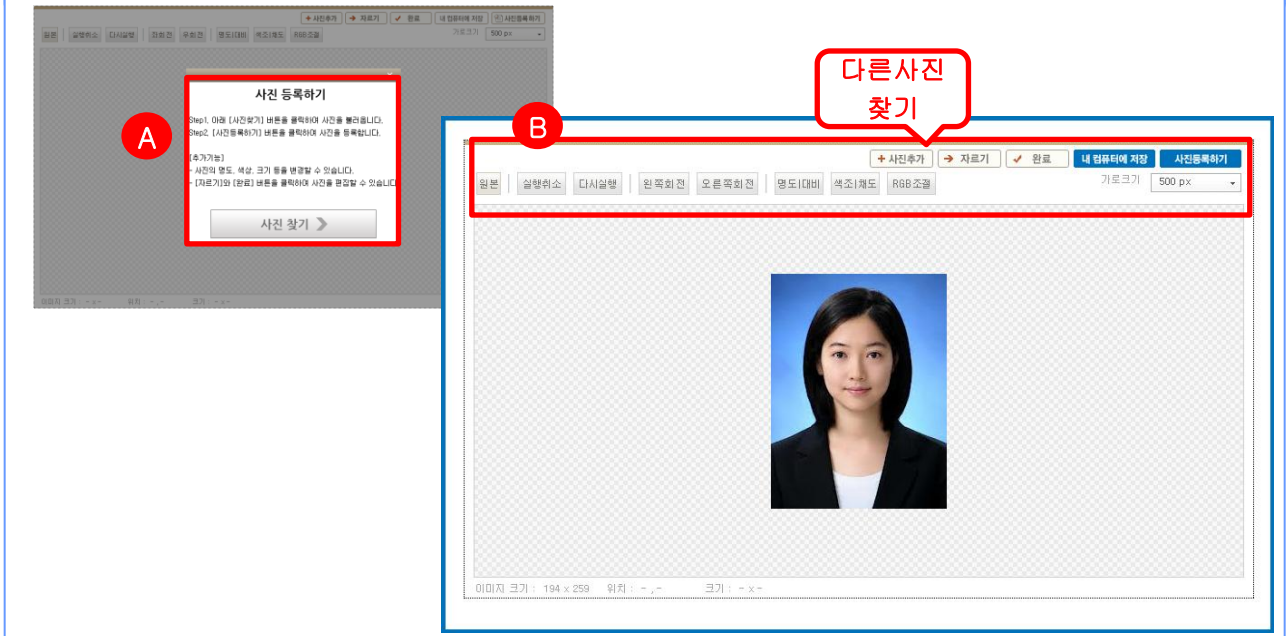 + 사진추가 → 자르기 ✓ 완료 내 컴퓨터에 저장 사진등록하기
원본 실행취소 다시실행 좌회전 우회전 명도|대비 색조|채도 RGB조절 가로크기 500 px
사진 등록하기
Step1. 아래 [사진찾기] 버튼을 클릭하여 사진을 불러옵니다.
Step2. [사진등록하기] 버튼을 클릭하여 사진을 등록합니다.
[추가기능]
- 사진의 명도, 색상, 크기 등을 변경할 수 있습니다.
- [자르기]와 [완료] 버튼을 클릭하여 사진을 편집할 수 있습니다
사진 찾기
이미지 크기 : - x - 위치 : - , - 크기 : - x -
A
다른사진
찾기
B
+ 사진추가 → 자르기 ✓ 완료 내 컴퓨터에 저장 사진등록하기
원본 실행취소 다시실행 왼쪽회전 오른쪽회전 명도|대비 색조|채도 RGB조절 가로크기 500 px
이미지 크기 : 194 x 259 위치 : - , - 크기 : - x -